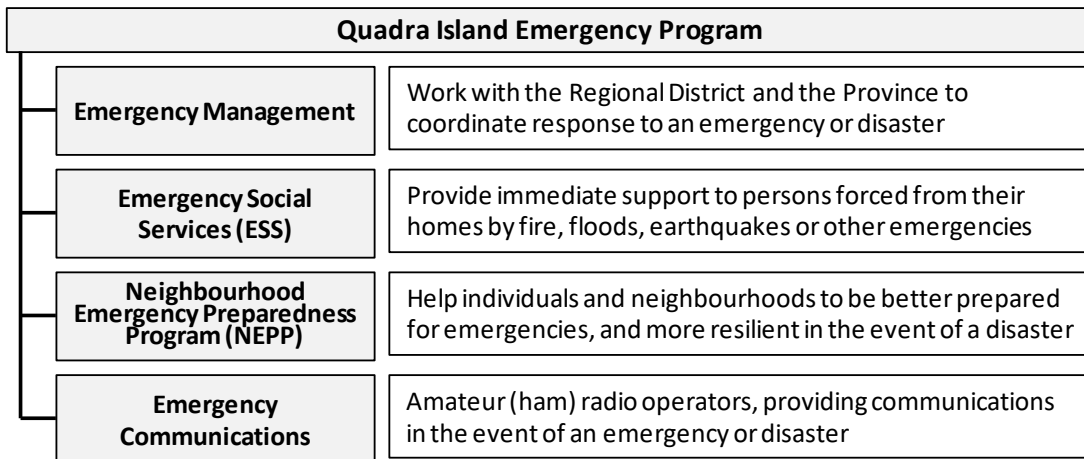 Quadra Island Emergency Program
Emergency Management
Work with the Regional District and the Province to
coordinate response to an emergency or disaster
Emergency Social
Services (ESS)
Provide immediate support to persons forced from their
homes by fire, floods, earthquakes or other emergencies
Neighbourhood
Emergency Preparedness
Program (NEPP)
Help individuals and neighbourhoods to be better prepared
for emergencies, and more resilient in the event of a disaster
Emergency
Communications
Amateur (ham) radio operators, providing communications
in the event of an emergency or disaster